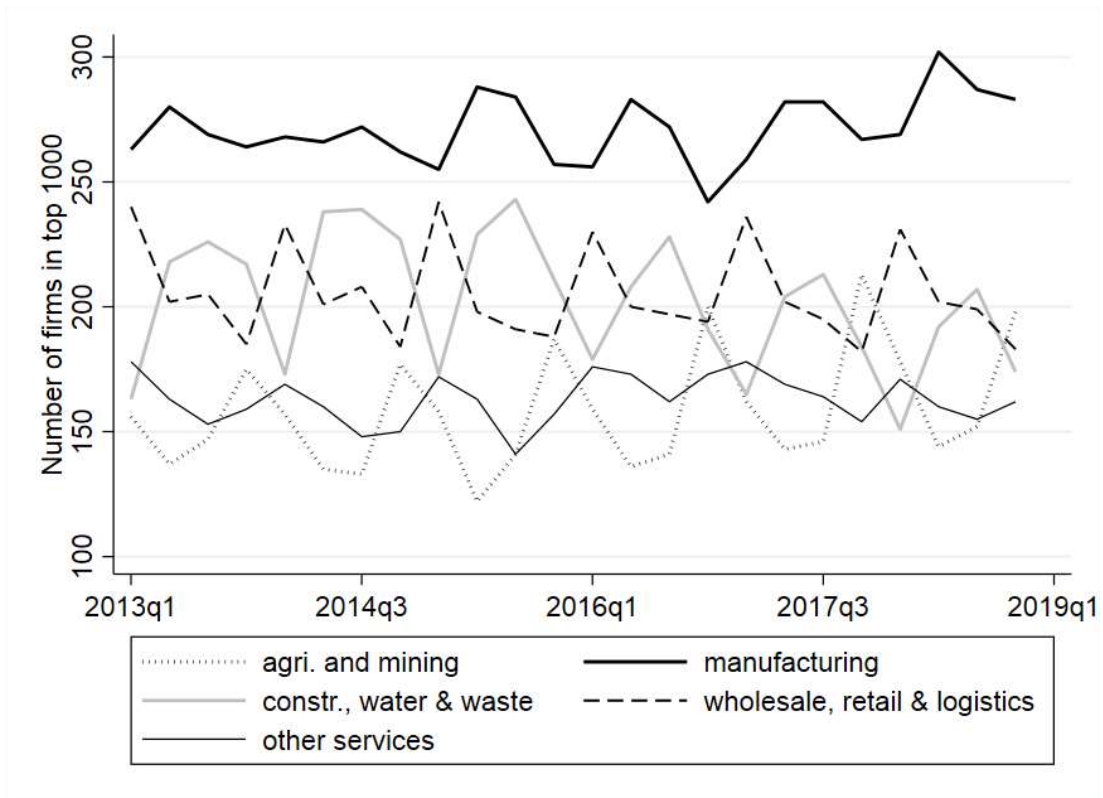 Number of firms in top 1000
300
250
200
150
100
2013q1 2014q3 2016q1 2017q3 2019q1
agri. and mining manufacturing
constr., water & waste wholesale, retail & logistics
other services